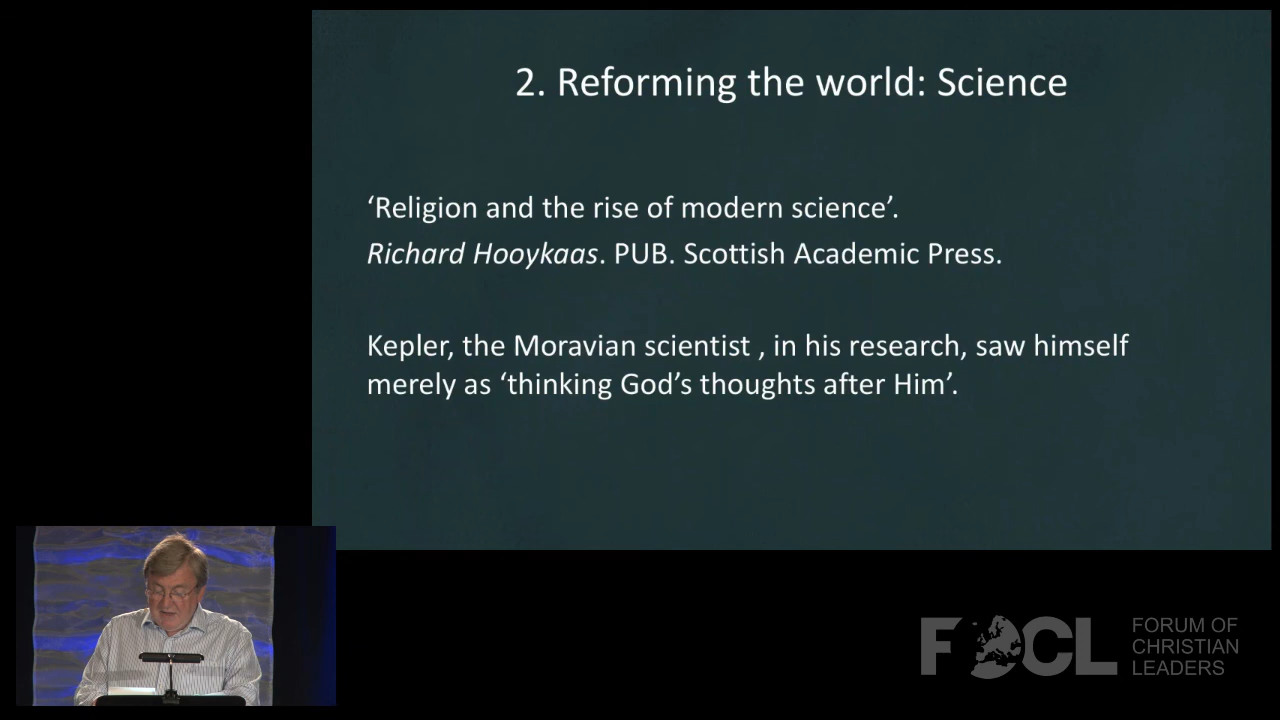 2. Reforming the world: Science
‘Religion and the rise of modern science’.
Richard Hooykaas. PUB. Scottish Academic Press.
Kepler, the Moravian scientist , in his research, saw himself
merely as ‘thinking God’s thoughts after Him’.
FOCL
FORUM OF
CHRISTIAN
LEADERS